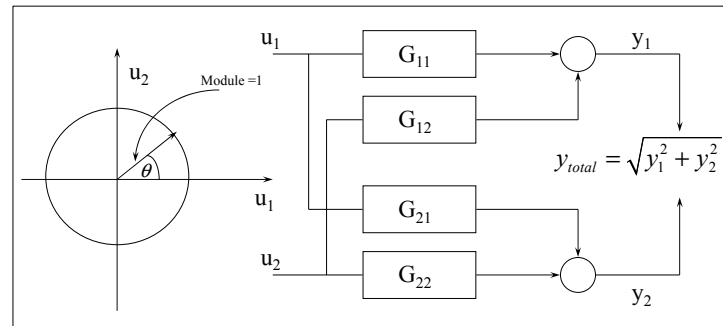 u₂
Module =1
θ
u₁
u₁
G₁₁
y₁
G₁₂
y_total = √(y₁² + y₂²)
G₂₁
u₂
G₂₂
y₂